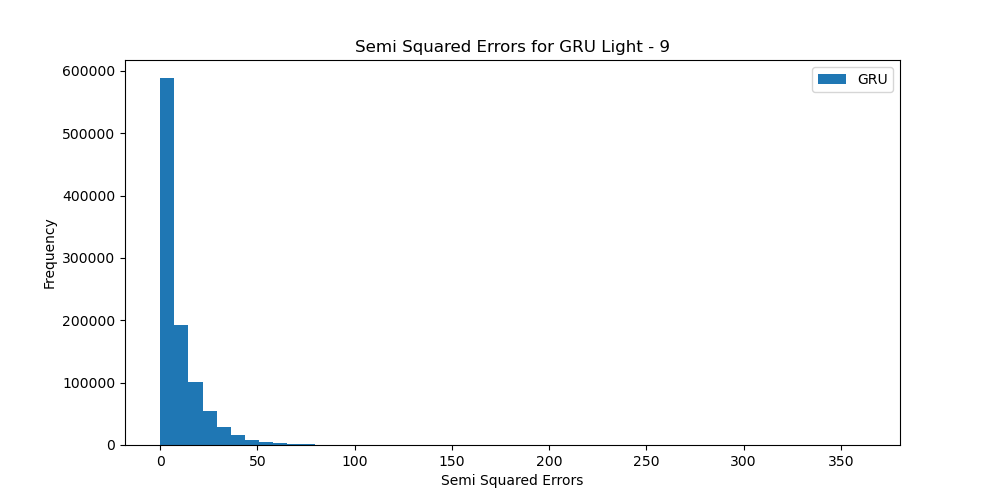 Semi Squared Errors for GRU Light - 9
GRU
600000
500000
400000
300000
200000
100000
0
Frequency
0 50 100 150 200 250 300 350
Semi Squared Errors